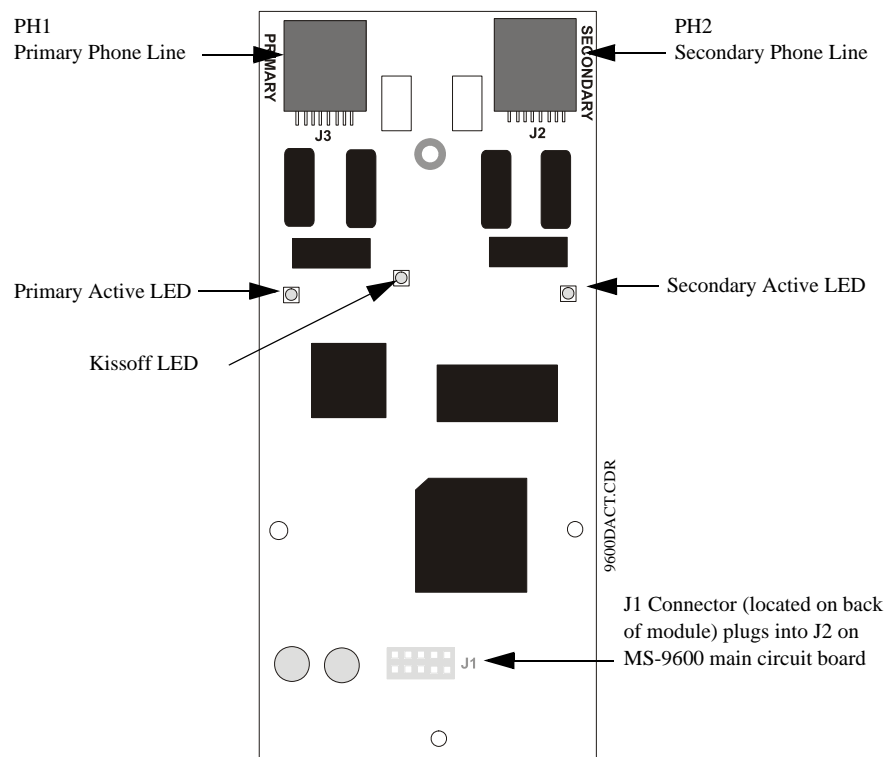 PH1
Primary Phone Line
PH2
Secondary Phone Line
PRIMARY
SECONDARY
J3
J2
Primary Active LED
Secondary Active LED
Kissoff LED
9600DACT.CDR
J1 Connector (located on back
of module) plugs into J2 on
MS-9600 main circuit board
J1